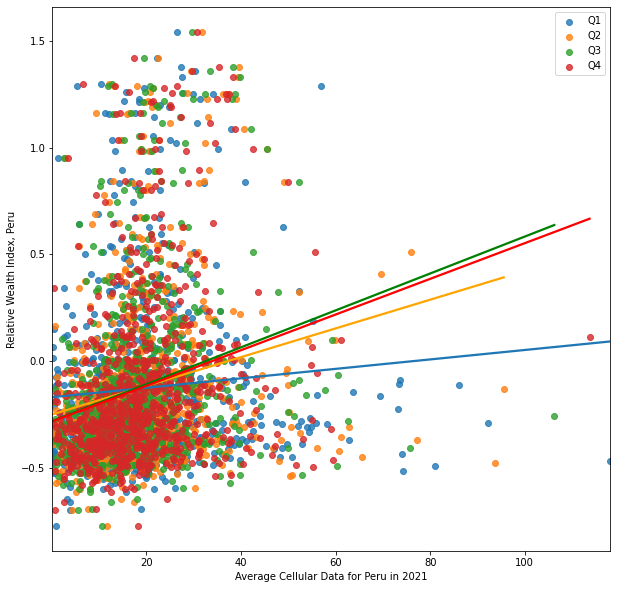 Q1
Q2
Q3
Q4
1.5
1.0
0.5
0.0
−0.5
Relative Wealth Index, Peru
20 40 60 80 100
Average Cellular Data for Peru in 2021